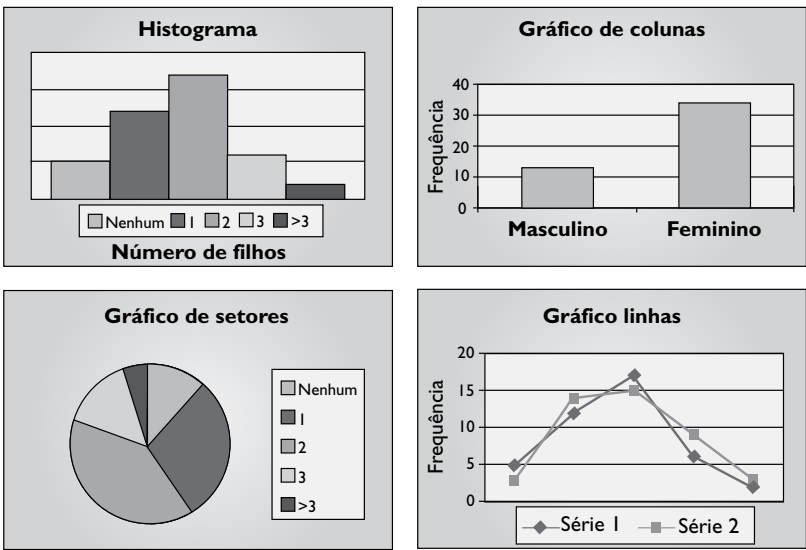 Histograma
Nenhum 1 2 3 >3
Número de filhos
Gráfico de colunas
Frequência
40
30
20
10
0
Masculino Feminino
Gráfico de setores
Nenhum
1
2
3
>3
Gráfico linhas
Frequência
20
15
10
5
0
Série 1 Série 2